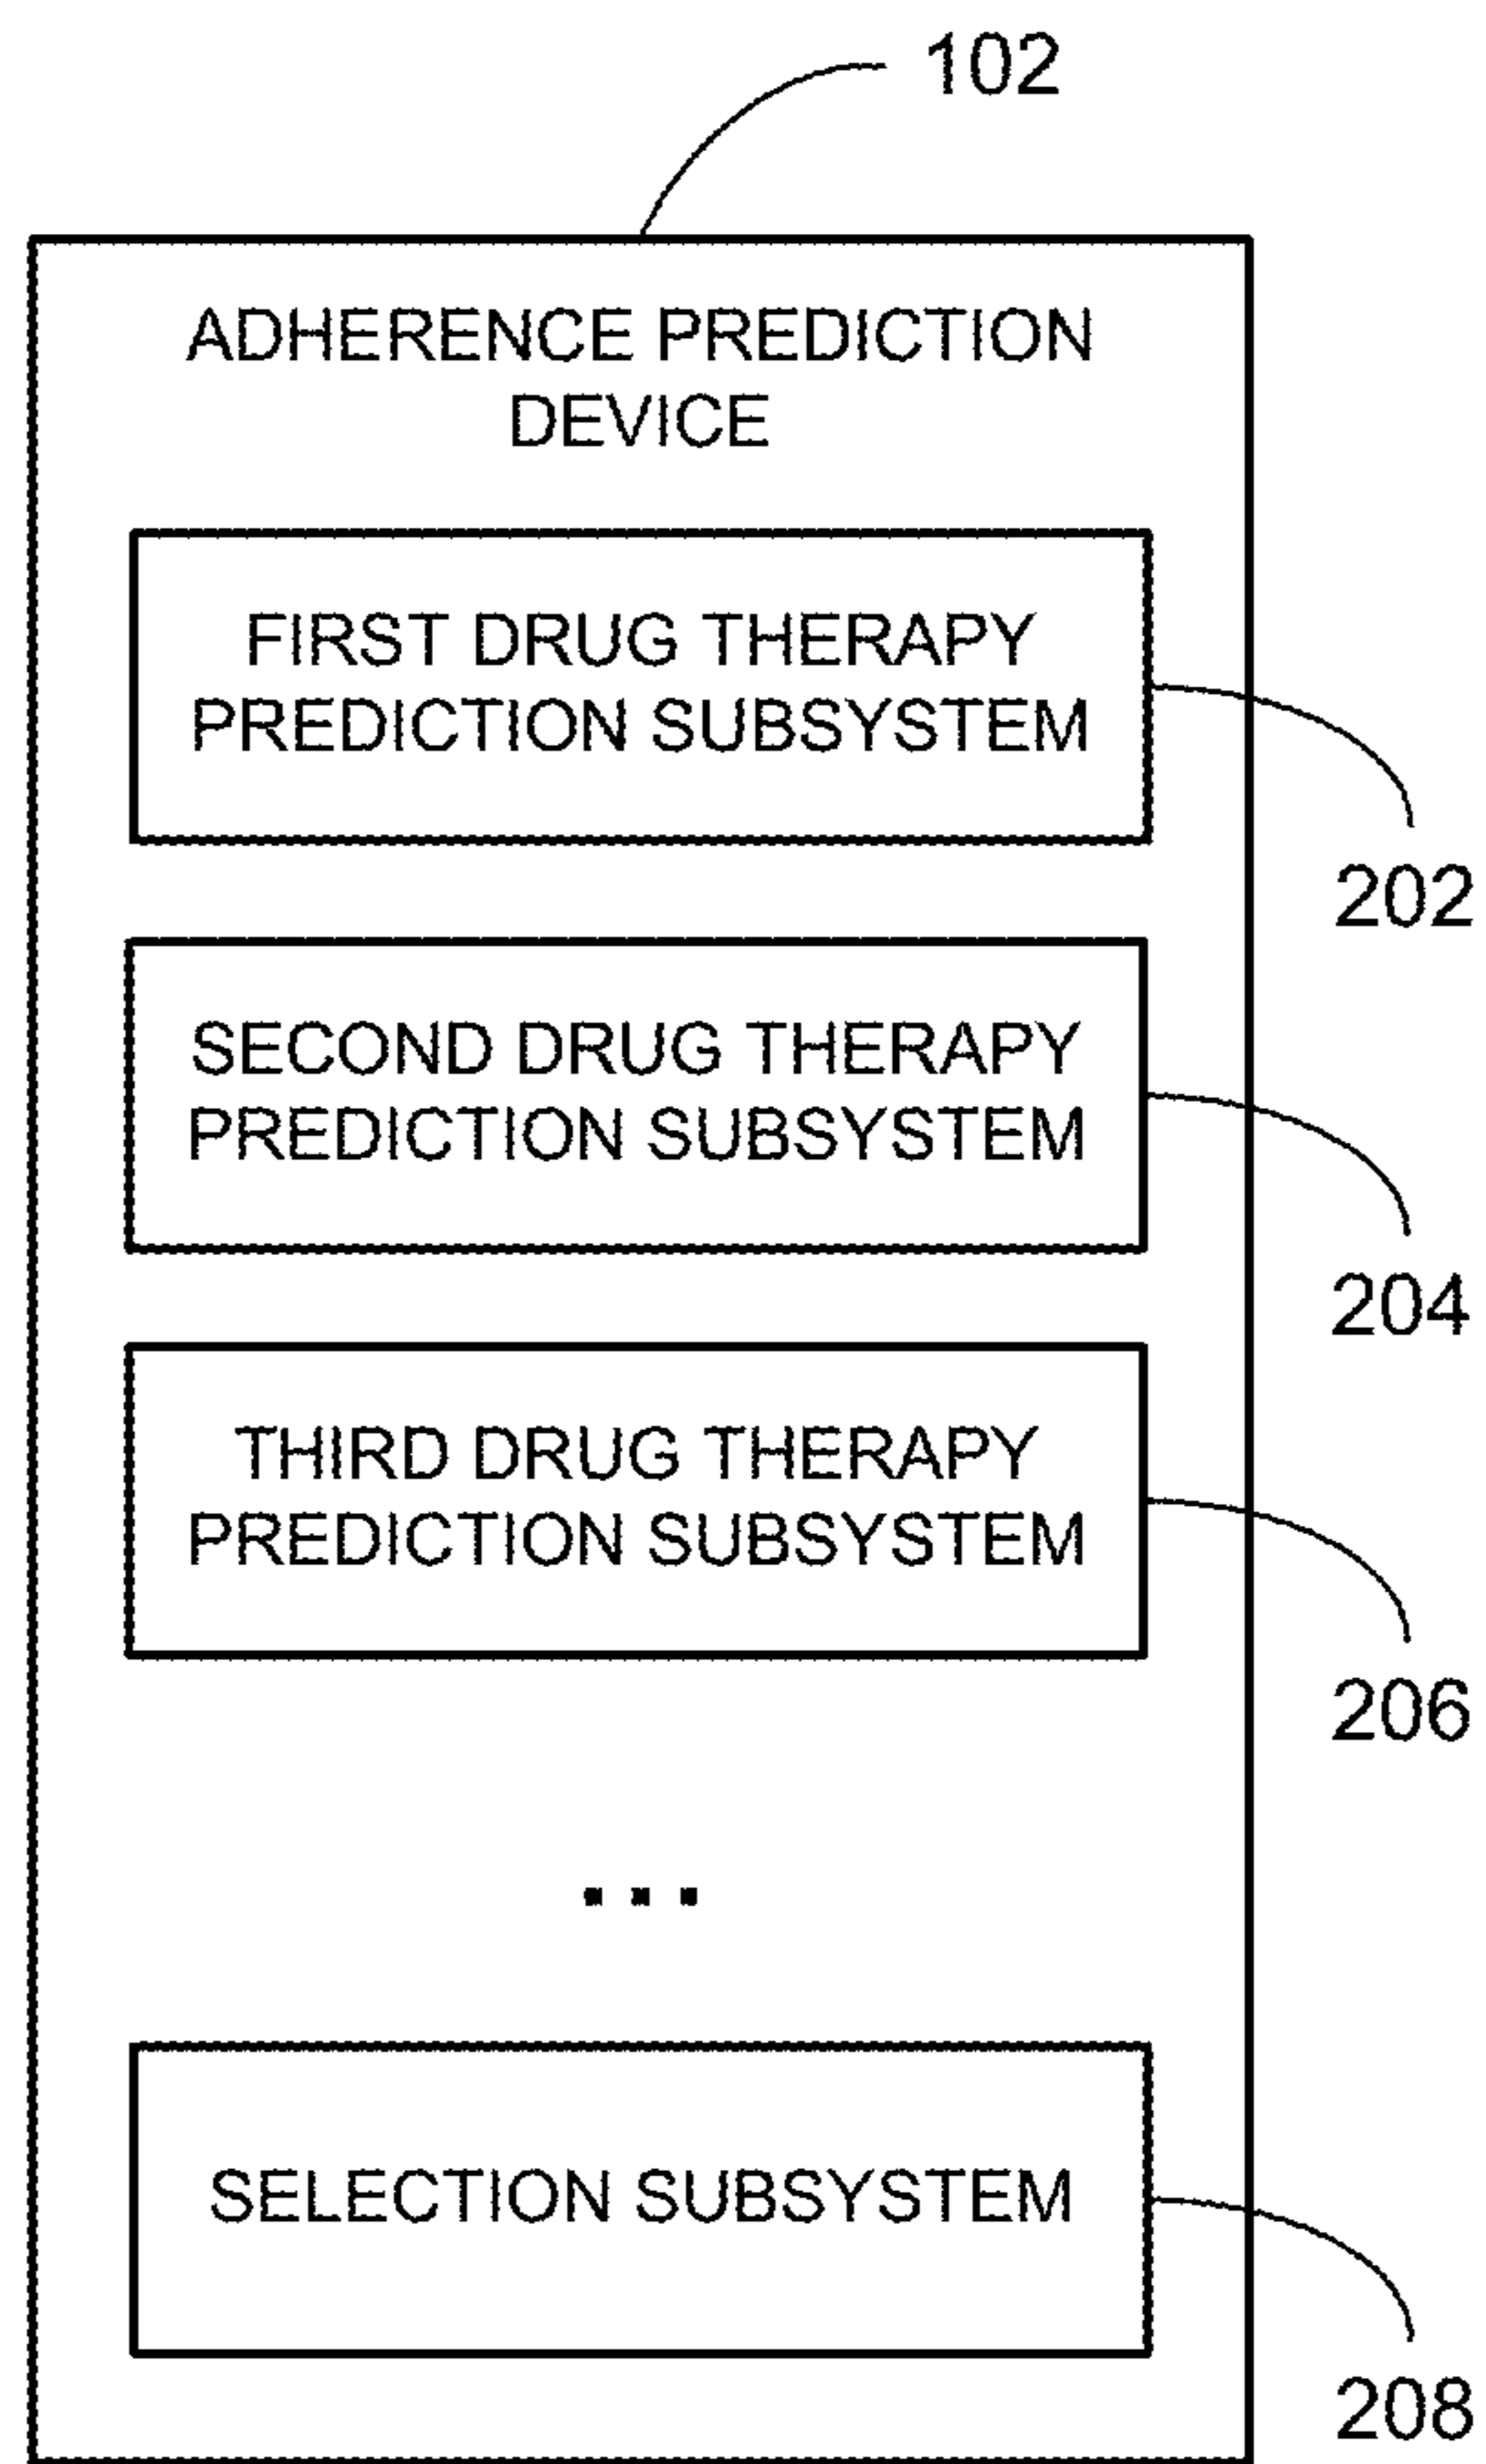 102
ADHERENCE PREDICTION
DEVICE
FIRST DRUG THERAPY
PREDICTION SUBSYSTEM
202
SECOND DRUG THERAPY
PREDICTION SUBSYSTEM
204
THIRD DRUG THERAPY
PREDICTION SUBSYSTEM
206
...
SELECTION SUBSYSTEM
208